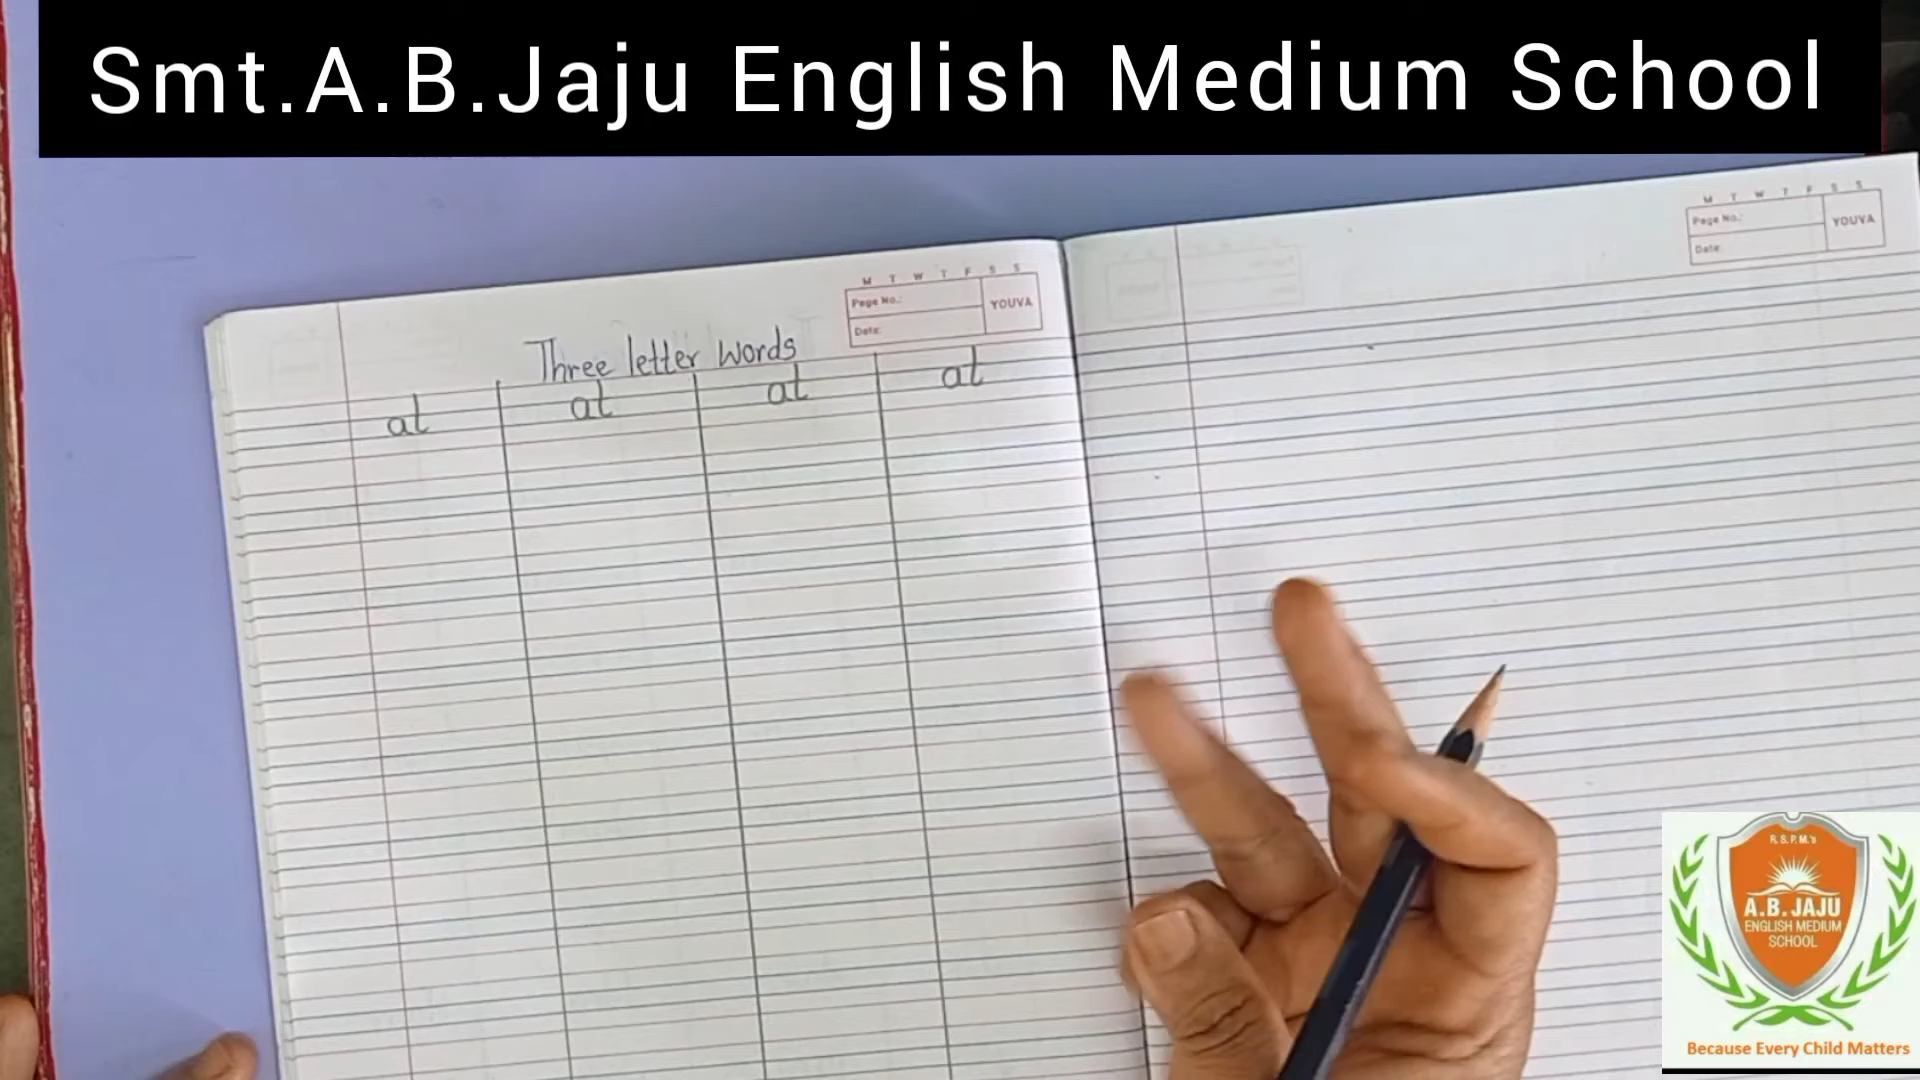 Smt.A.B.Jaju English Medium School
M T W T F S S
Page No.:
YOUVA
Date:
M T W T F S S
Page No.:
YOUVA
Date:
Three letter words
at at at at
R.S.P.M.'s
A.B. JAJU
ENGLISH MEDIUM
SCHOOL
Because Every Child Matters